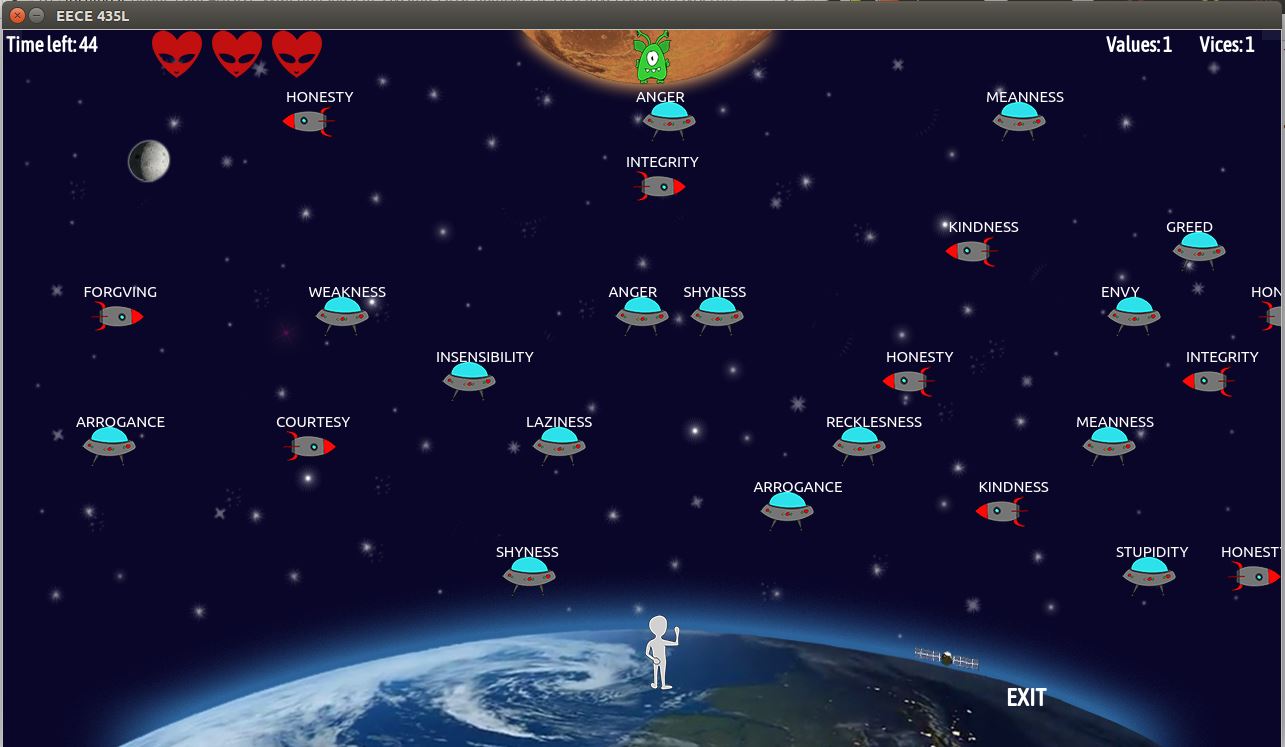 EECE 435L
Time left: 44
Values: 1
Vices: 1
HONESTY
ANGER
MEANNESS
INTEGRITY
KINDNESS
GREED
FORGVING
WEAKNESS
ANGER
SHYNESS
ENVY
HON
INSENSIBILITY
HONESTY
INTEGRITY
ARROGANCE
COURTESY
LAZINESS
RECKLESNESS
MEANNESS
ARROGANCE
KINDNESS
SHYNESS
STUPIDITY
HONEST
EXIT